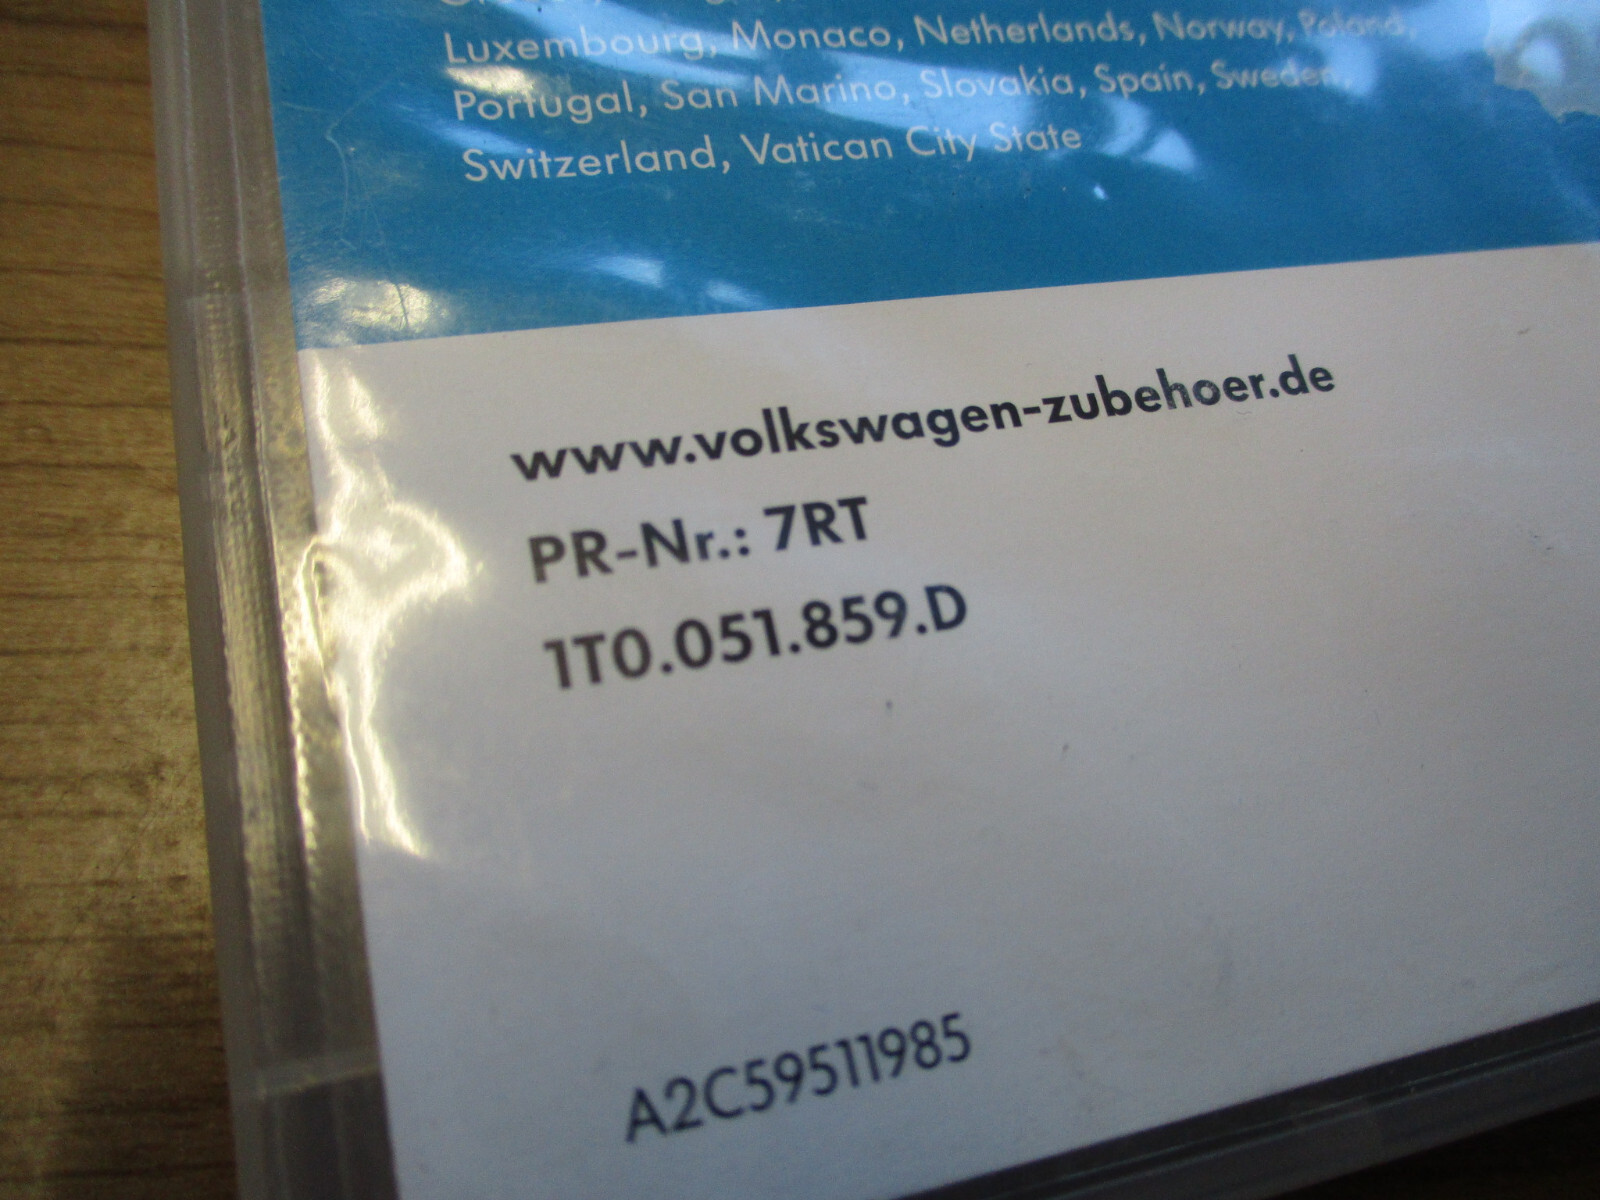 Luxembourg, Monaco, Netherlands, Norway, Poland,
Portugal, San Marino, Slovakia, Spain, Sweden,
Switzerland, Vatican City State
www.volkswagen-zubehoer.de
PR-Nr.: 7RT
1T0.051.859.D
A2C59511985